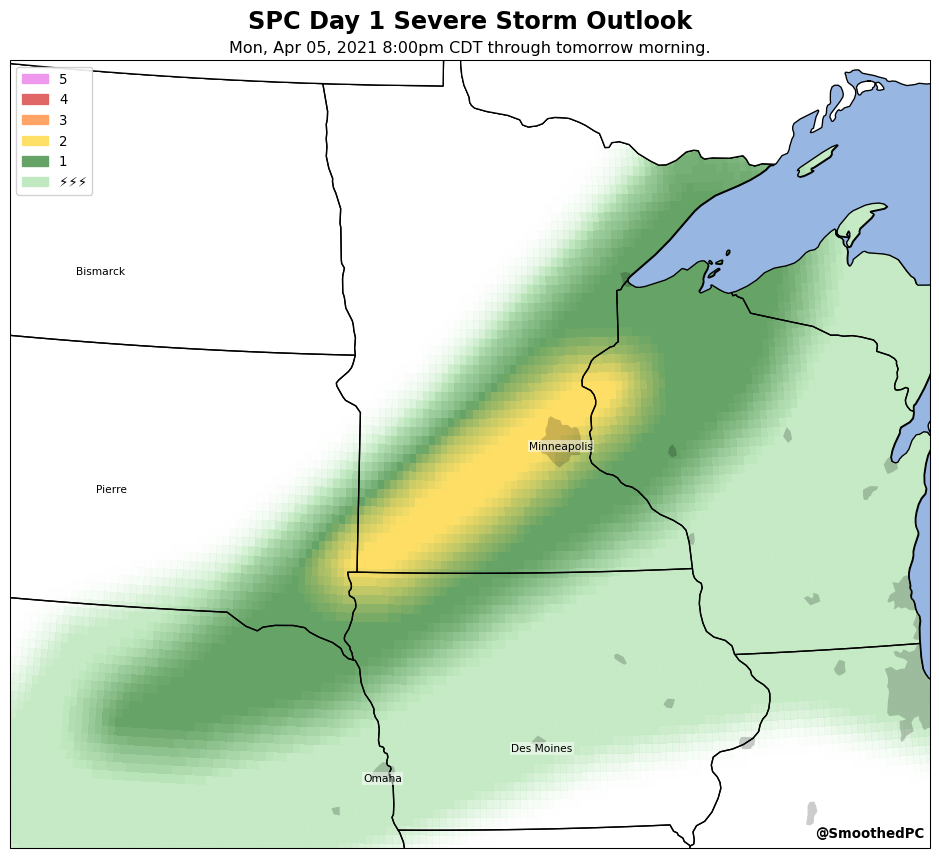 SPC Day 1 Severe Storm Outlook
Mon, Apr 05, 2021 8:00pm CDT through tomorrow morning.
5
4
3
2
1
⚡⚡⚡
Bismarck
Minneapolis
Pierre
Des Moines
Omaha
@SmoothedPC